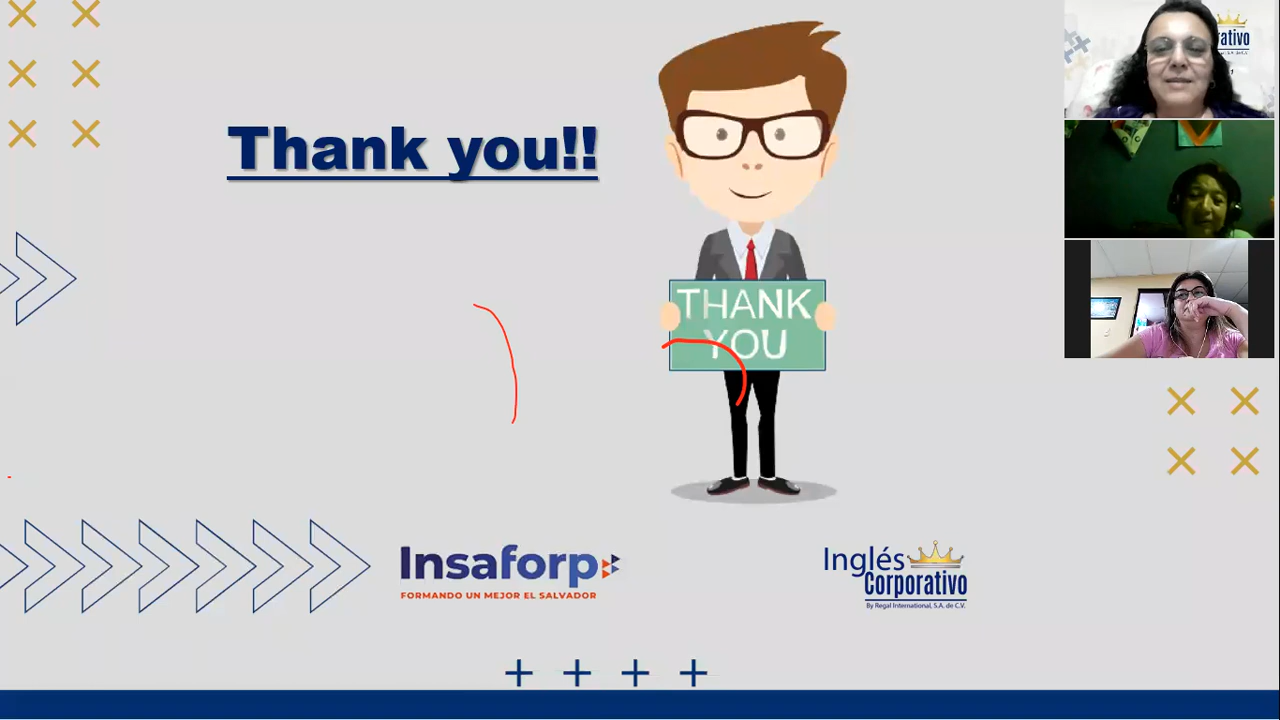 Thank you!!
THANK
YOU
Insaforp
FORMANDO UN MEJOR EL SALVADOR
Inglés
Corporativo
By Regal International, S.A. de C.V.